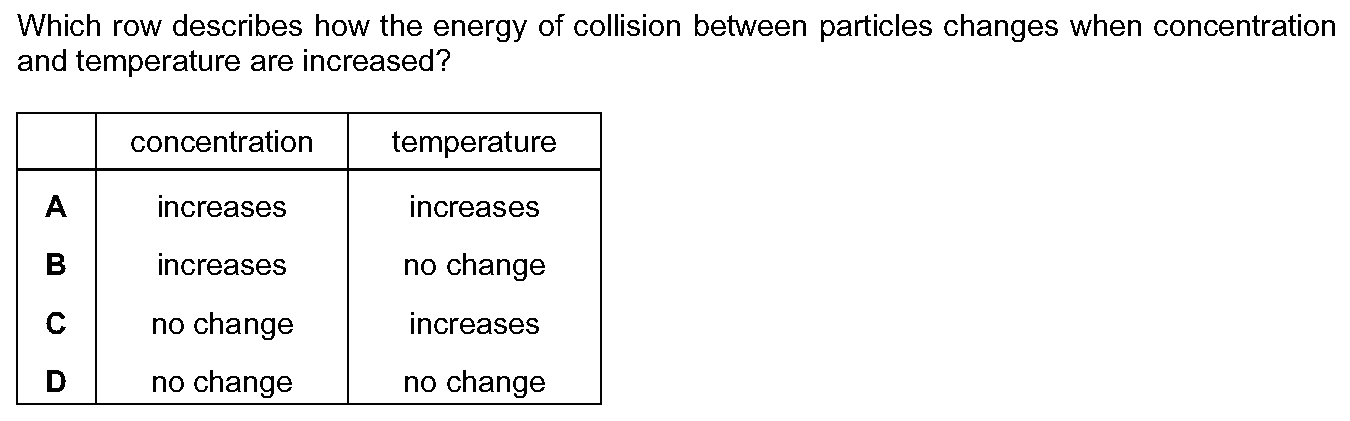 Which row describes how the energy of collision between particles changes when concentration
and temperature are increased?
concentration temperature
A increases increases
B increases no change
C no change increases
D no change no change